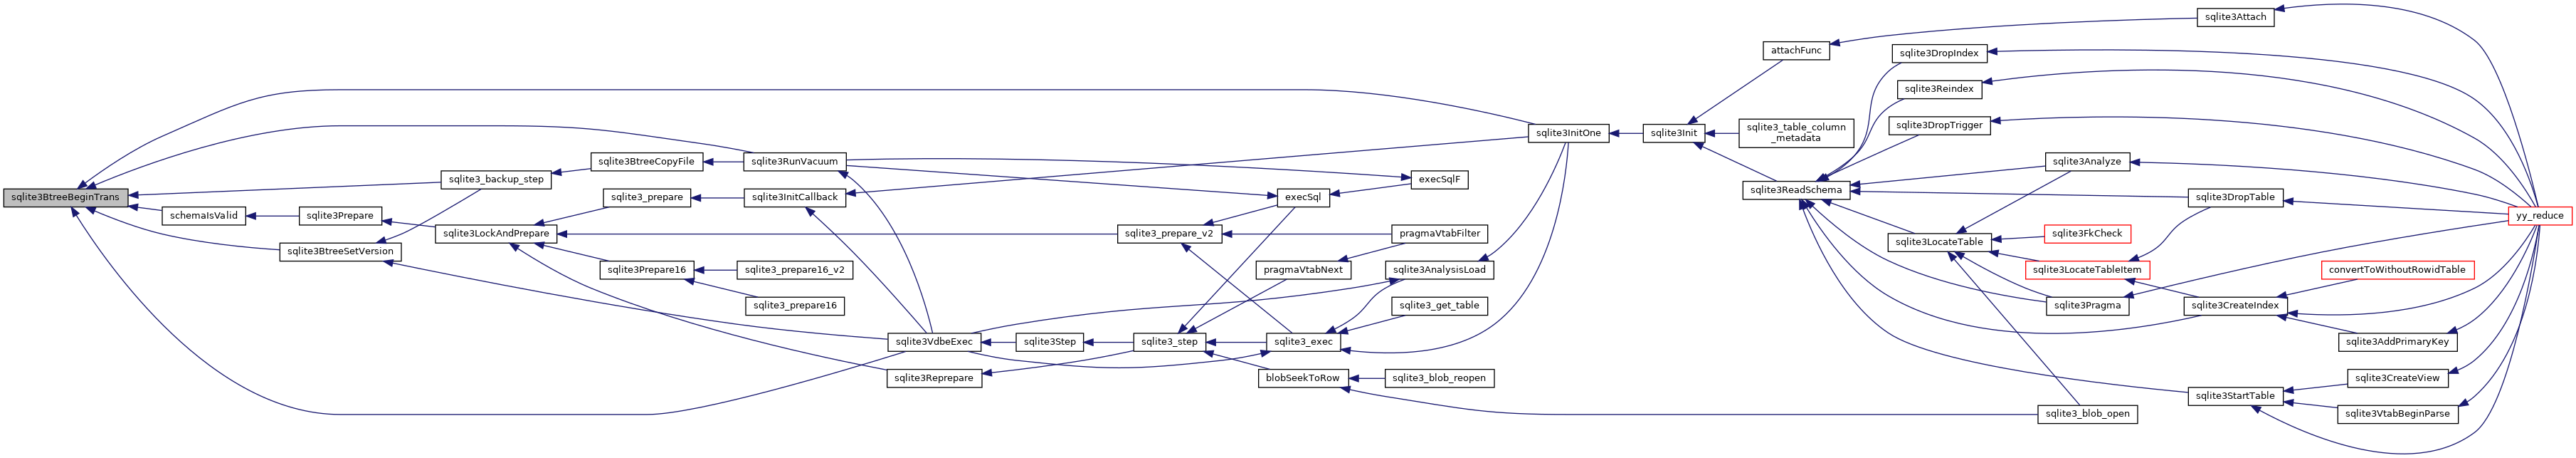 sqlite3BtreeBeginTrans
sqlite3_backup_step
schemaIsValid
sqlite3BtreeSetVersion
sqlite3Prepare
sqlite3LockAndPrepare
sqlite3BtreeCopyFile
sqlite3_prepare
sqlite3Prepare16
sqlite3RunVacuum
sqlite3InitCallback
sqlite3_prepare16_v2
sqlite3_prepare16
sqlite3VdbeExec
sqlite3Reprepare
sqlite3Step
sqlite3_prepare_v2
sqlite3_step
execSql
pragmaVtabNext
sqlite3_exec
blobSeekToRow
execSqlF
pragmaVtabFilter
sqlite3AnalysisLoad
sqlite3_get_table
sqlite3_blob_reopen
sqlite3InitOne
sqlite3Init
attachFunc
sqlite3_table_column
_metadata
sqlite3ReadSchema
sqlite3DropIndex
sqlite3Reindex
sqlite3DropTrigger
sqlite3LocateTable
sqlite3Analyze
sqlite3FkCheck
sqlite3LocateTableItem
sqlite3Pragma
sqlite3_blob_open
sqlite3Attach
sqlite3DropTable
sqlite3CreateIndex
sqlite3StartTable
convertToWithoutRowidTable
sqlite3AddPrimaryKey
sqlite3CreateView
sqlite3VtabBeginParse
yy_reduce